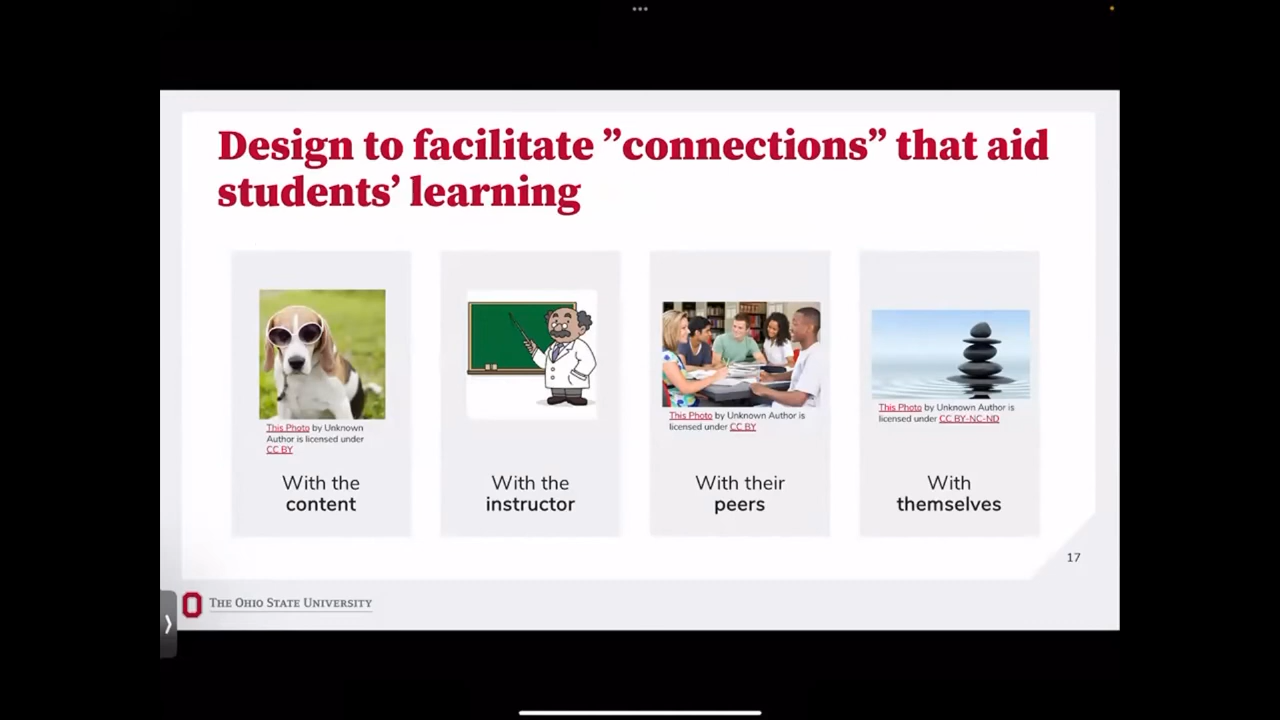 Design to facilitate ”connections” that aid
students’ learning
This Photo by Unknown
Author is licensed under
CC BY
With the
content
With the
instructor
This Photo by Unknown Author is
licensed under CC BY
With their
peers
This Photo by Unknown Author is
licensed under CC BY-NC-ND
With
themselves
17
THE OHIO STATE UNIVERSITY